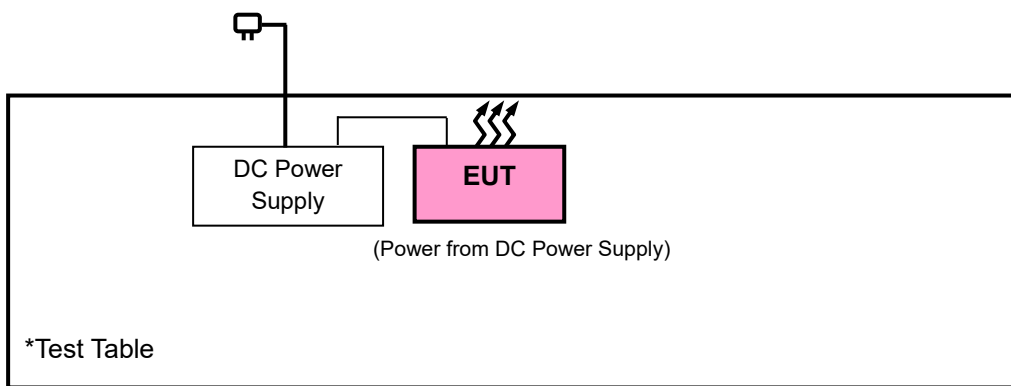 DC Power
Supply
EUT
(Power from DC Power Supply)
*Test Table